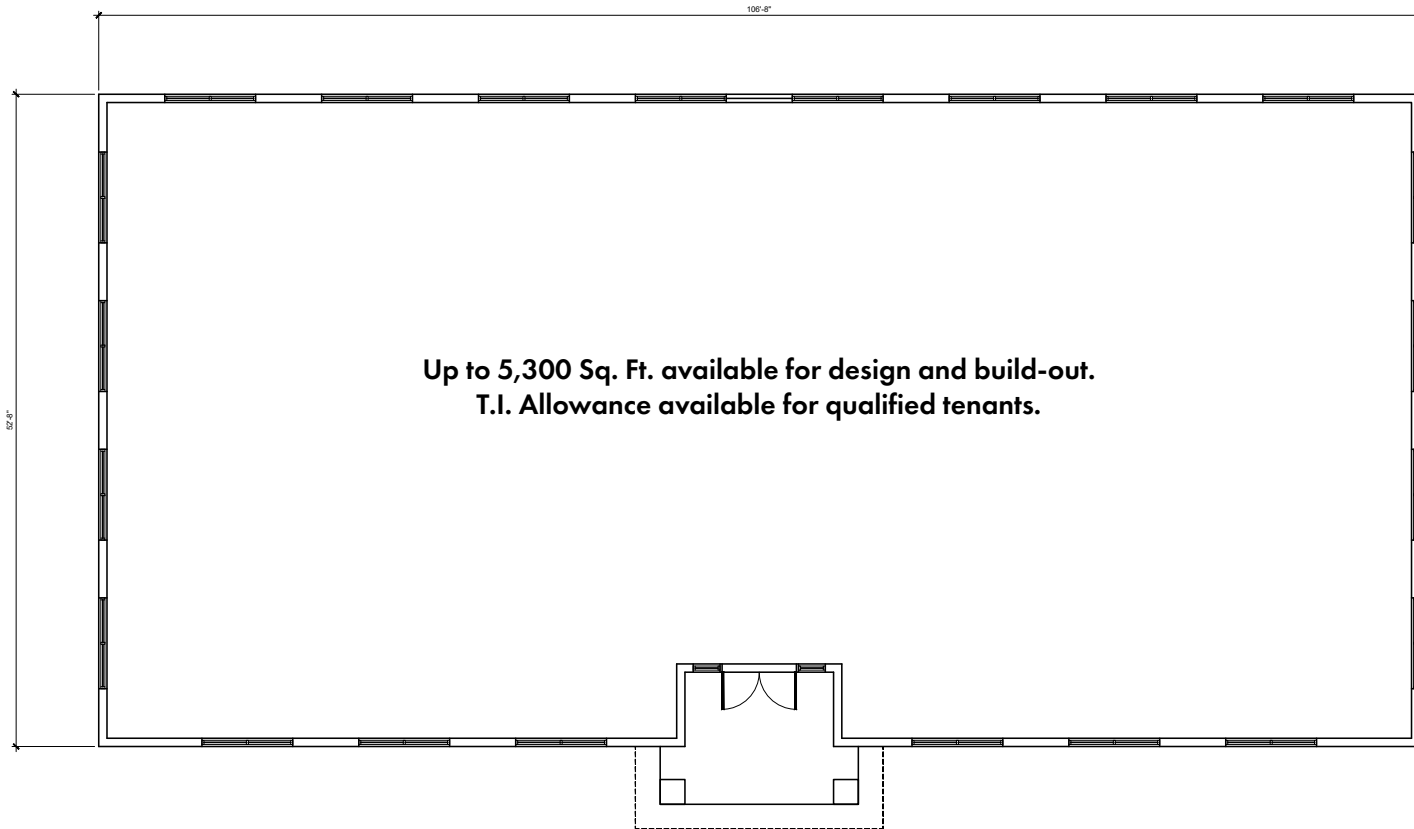 106'-8"
52'-8"
Up to 5,300 Sq. Ft. available for design and build-out.
T.I. Allowance available for qualified tenants.